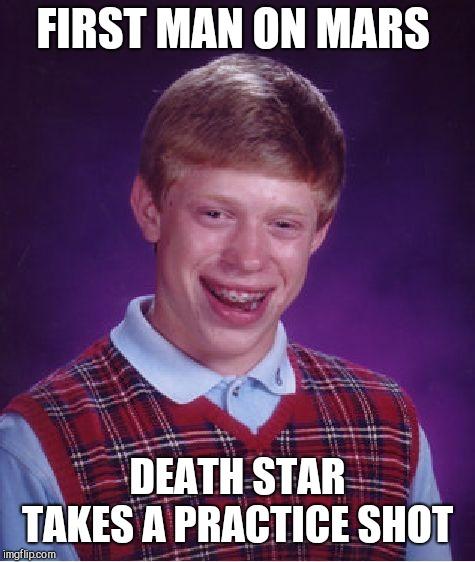 FIRST MAN ON MARS
DEATH STAR
TAKES A PRACTICE SHOT
imgflip.com